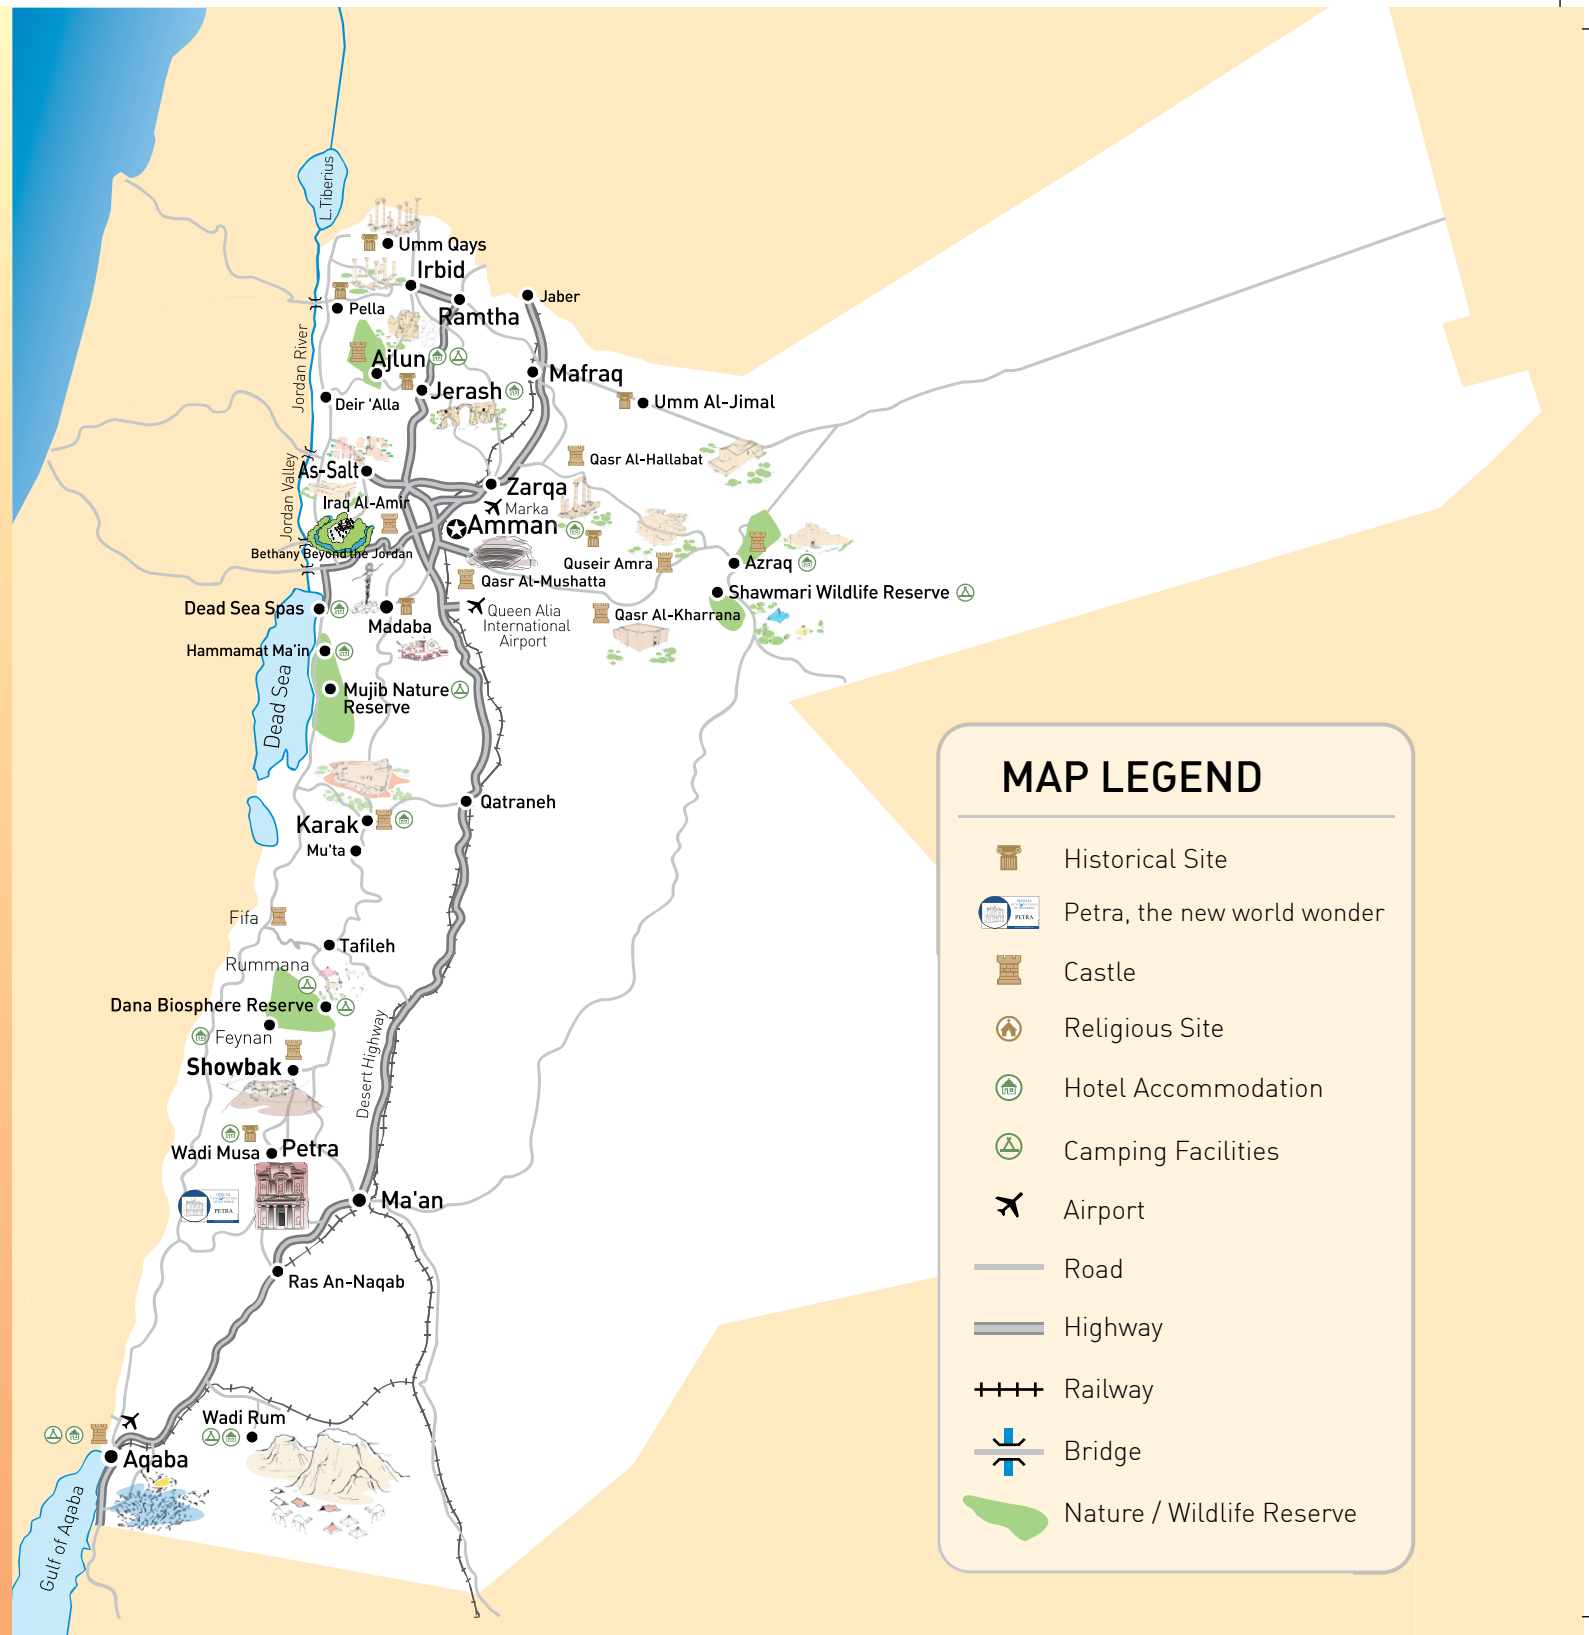 L.Tiberius
Umm Qays
Irbid
Jaber
Pella
Ramtha
Jordan River
Ajlun
Mafraq
Jerash
Deir 'Alla
Umm Al-Jimal
Jordan Valley
As-Salt
Qasr Al-Hallabat
Zarqa
Iraq Al-Amir
Marka
Amman
Bethany Beyond the Jordan
Quseir Amra
Azraq
Qasr Al-Mushatta
Shawmari Wildlife Reserve
Dead Sea Spas
Madaba
Queen Alia
International
Airport
Qasr Al-Kharrana
Hammamat Ma'in
Dead Sea
Mujib Nature
Reserve
Qatraneh
Karak
Mu'ta
Fifa
Tafileh
Rummana
Dana Biosphere Reserve
Feynan
Desert Highway
Showbak
Petra
Wadi Musa
PETRA
Ma'an
Ras An-Naqab
Wadi Rum
Aqaba
Gulf of Aqaba
MAP LEGEND
Historical Site
PETRA
Petra, the new world wonder
Castle
Religious Site
Hotel Accommodation
Camping Facilities
Airport
Road
Highway
Railway
Bridge
Nature / Wildlife Reserve